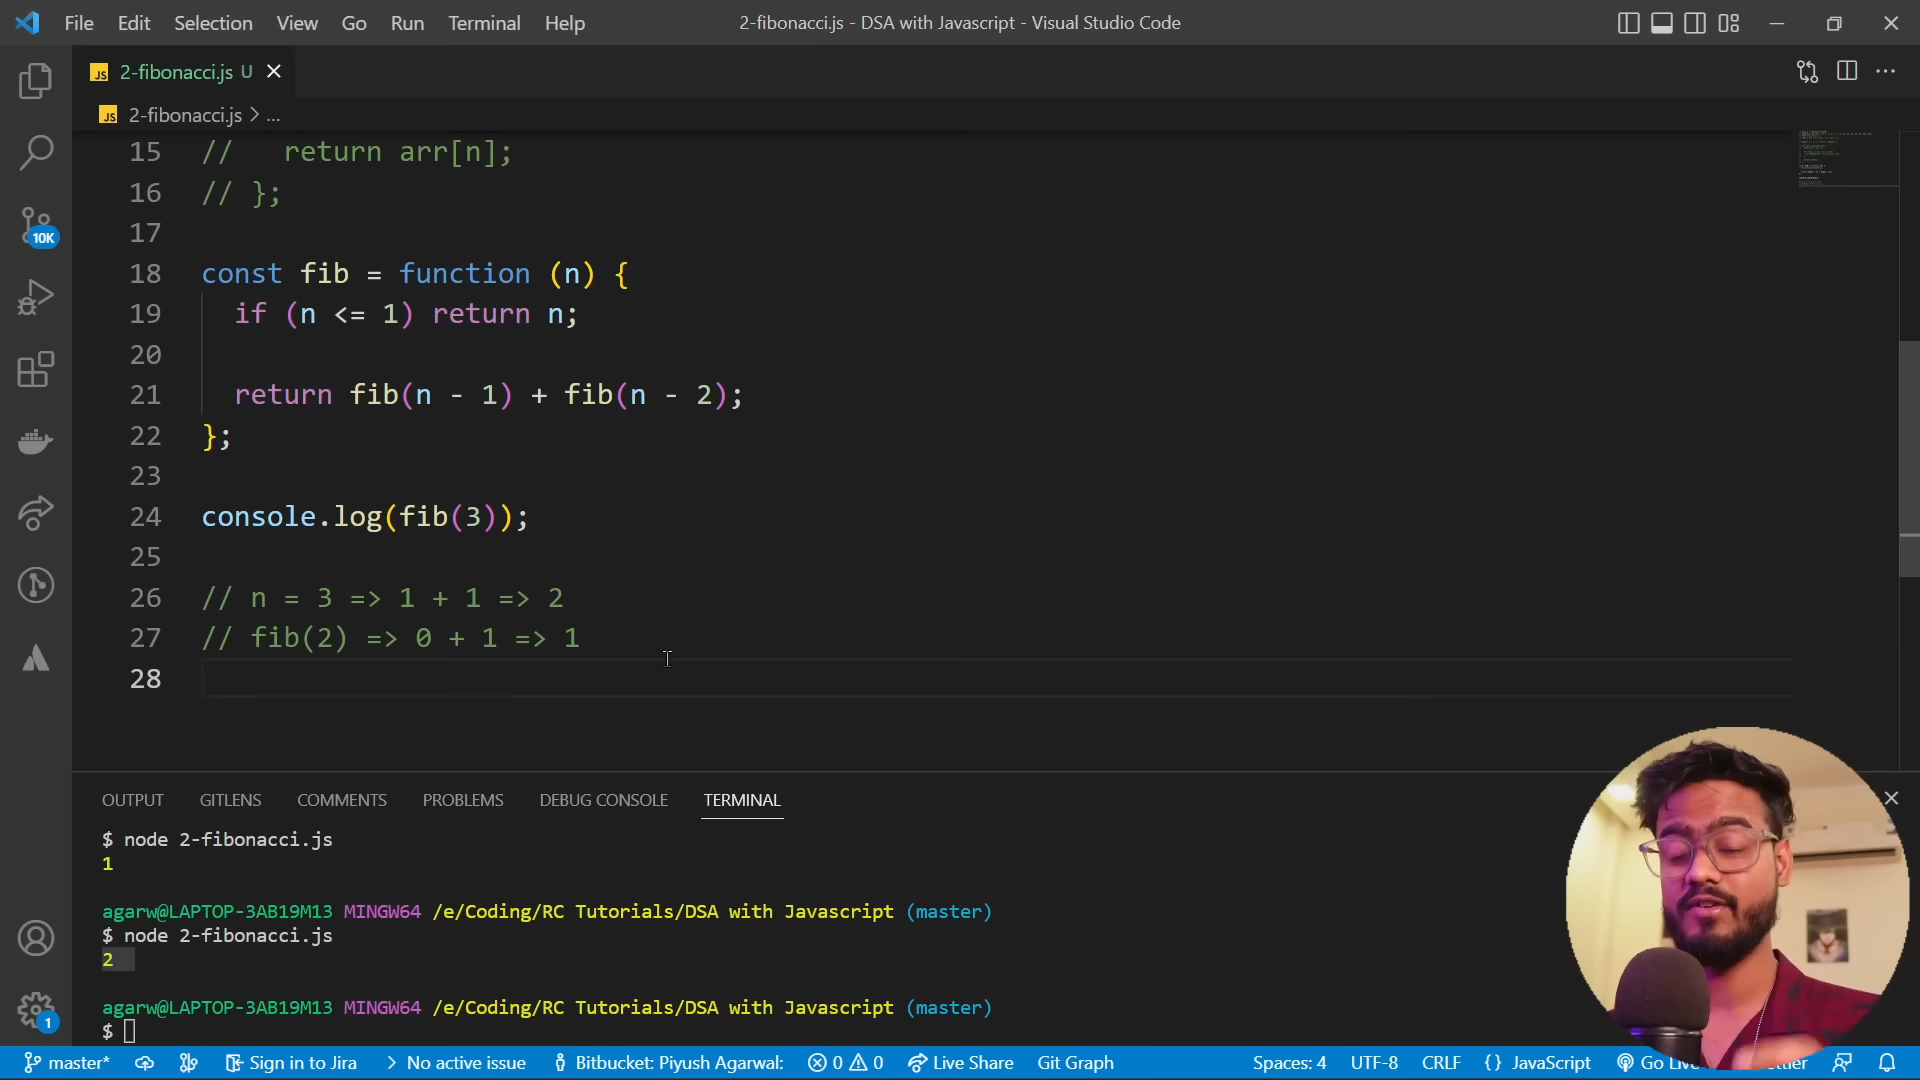 File Edit Selection View Go Run Terminal Help
2-fibonacci.js - DSA with Javascript - Visual Studio Code
JS 2-fibonacci.js U
JS 2-fibonacci.js > ...
15 //   return arr[n];
16 // };
17
18 const fib = function (n) {
19   if (n <= 1) return n;
20
21   return fib(n - 1) + fib(n - 2);
22 };
23
24 console.log(fib(3));
25
26 // n = 3 => 1 + 1 => 2
27 // fib(2) => 0 + 1 => 1
28
10K
OUTPUT GITLENS COMMENTS PROBLEMS DEBUG CONSOLE TERMINAL
$ node 2-fibonacci.js
1
agarw@LAPTOP-3AB19M13 MINGW64 /e/Coding/RC Tutorials/DSA with Javascript (master)
$ node 2-fibonacci.js
2
agarw@LAPTOP-3AB19M13 MINGW64 /e/Coding/RC Tutorials/DSA with Javascript (master)
$
1
master* Sign in to Jira No active issue Bitbucket: Piyush Agarwal: 0 0 Live Share Git Graph Spaces: 4 UTF-8 CRLF {} JavaScript Go